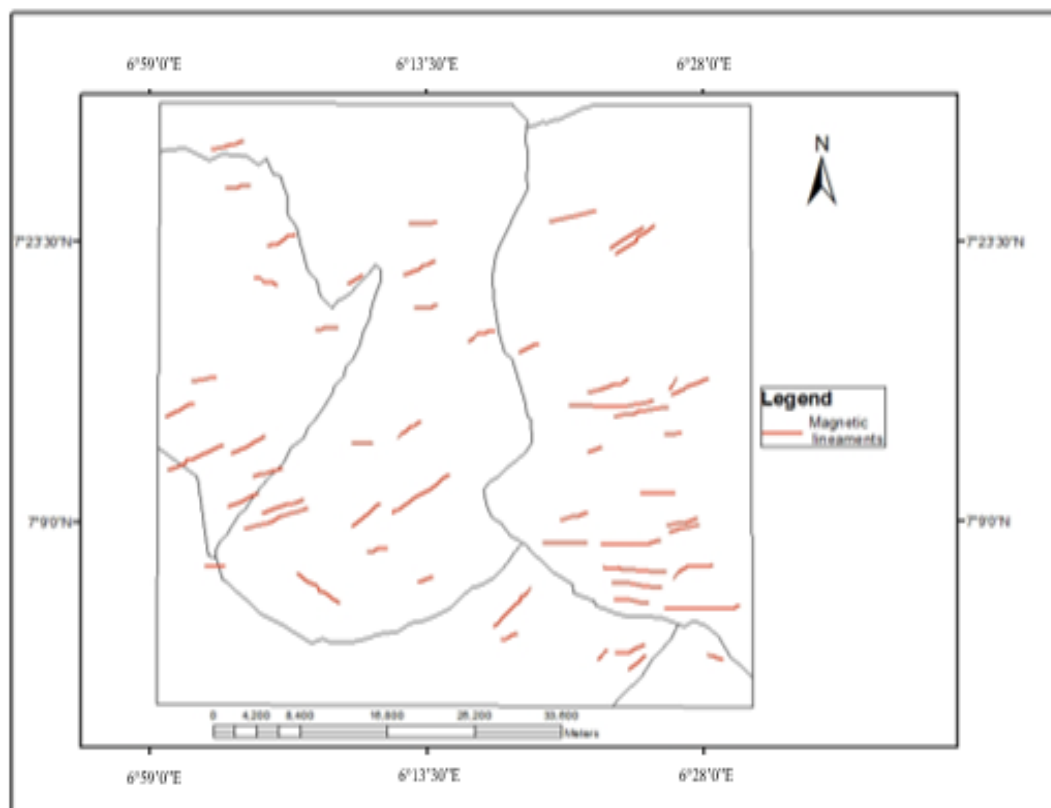 6°59'0"E 6°13'30"E 6°28'0"E
N
7°23'30"N 7°23'30"N
Legend
Magnetic
lineaments
7°9'0"N 7°9'0"N
0 4,200 8,400 16,800 25,200 33,600
Meters
6°59'0"E 6°13'30"E 6°28'0"E